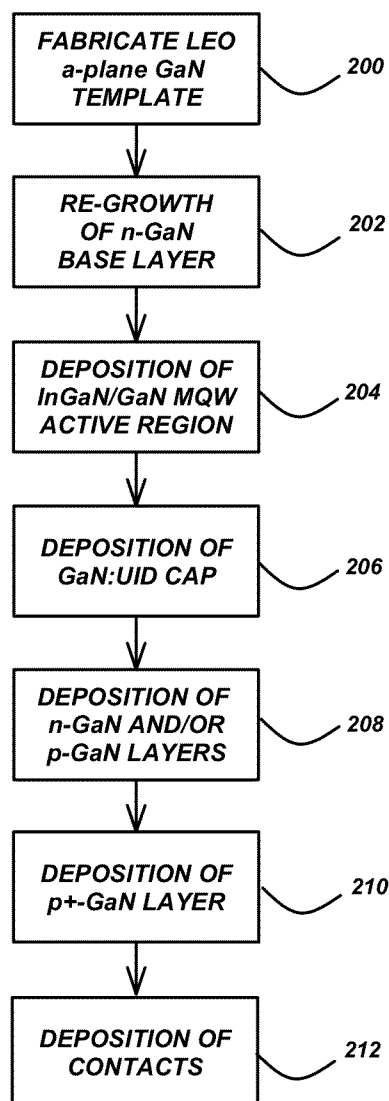 FABRICATE LEO
a-plane GaN
TEMPLATE
200
RE-GROWTH
OF n-GaN
BASE LAYER
202
DEPOSITION OF
InGaN/GaN MQW
ACTIVE REGION
204
DEPOSITION OF
GaN:UID CAP
206
DEPOSITION OF
n-GaN AND/OR
p-GaN LAYERS
208
DEPOSITION OF
p+-GaN LAYER
210
DEPOSITION OF
CONTACTS
212